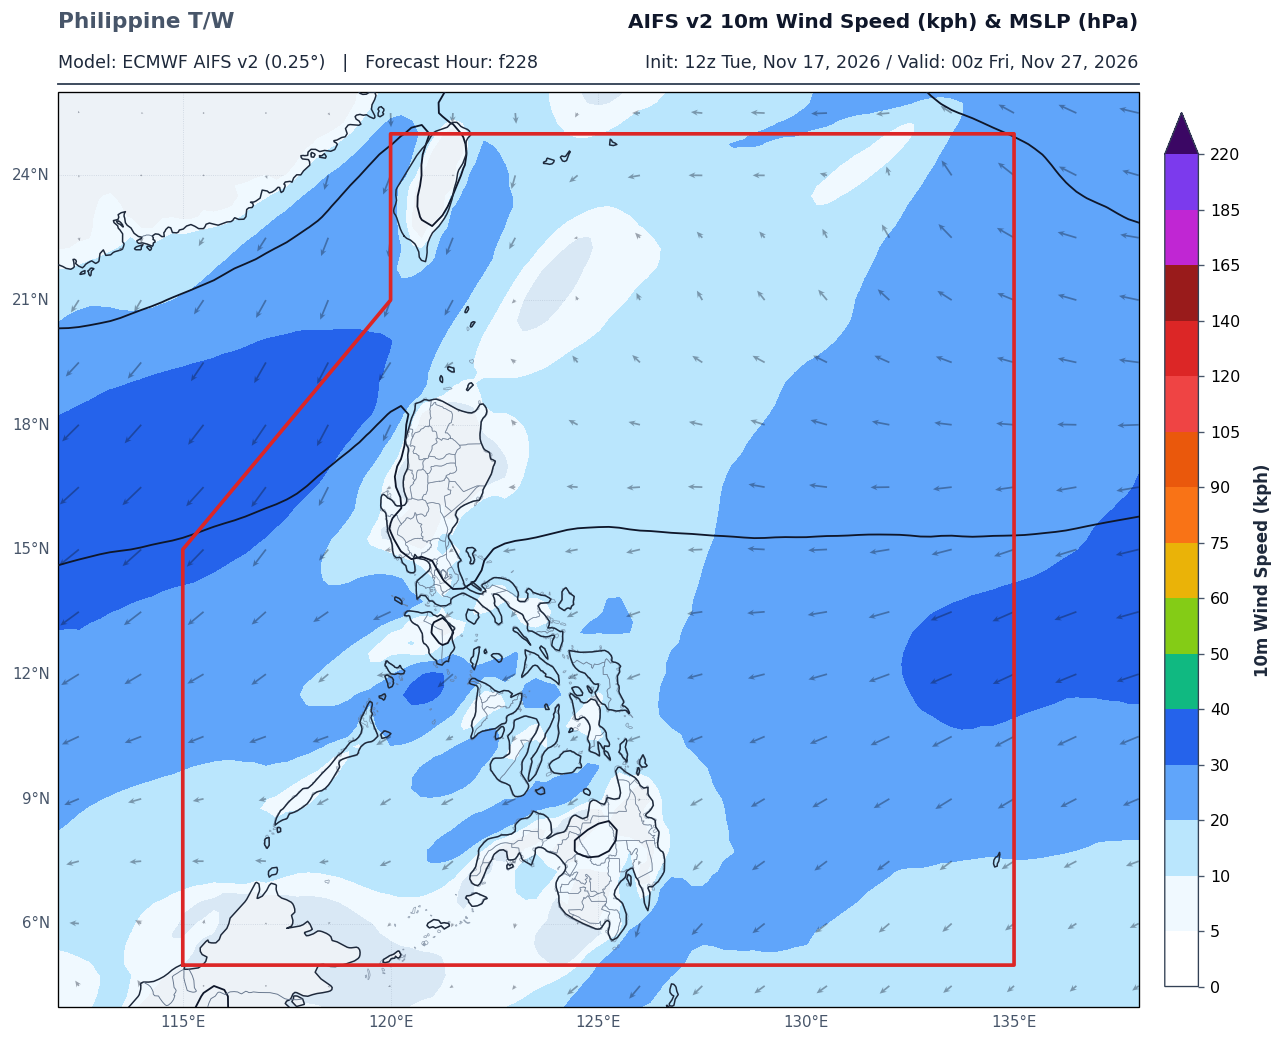 Philippine T/W
AIFS v2 10m Wind Speed (kph) & MSLP (hPa)
Model: ECMWF AIFS v2 (0.25°) | Forecast Hour: f228
Init: 12z Tue, Nov 17, 2026 / Valid: 00z Fri, Nov 27, 2026
24°N
21°N
18°N
15°N
12°N
9°N
6°N
115°E
120°E
125°E
130°E
135°E
220
185
165
140
120
105
90
75
60
50
40
30
20
10
5
0
10m Wind Speed (kph)